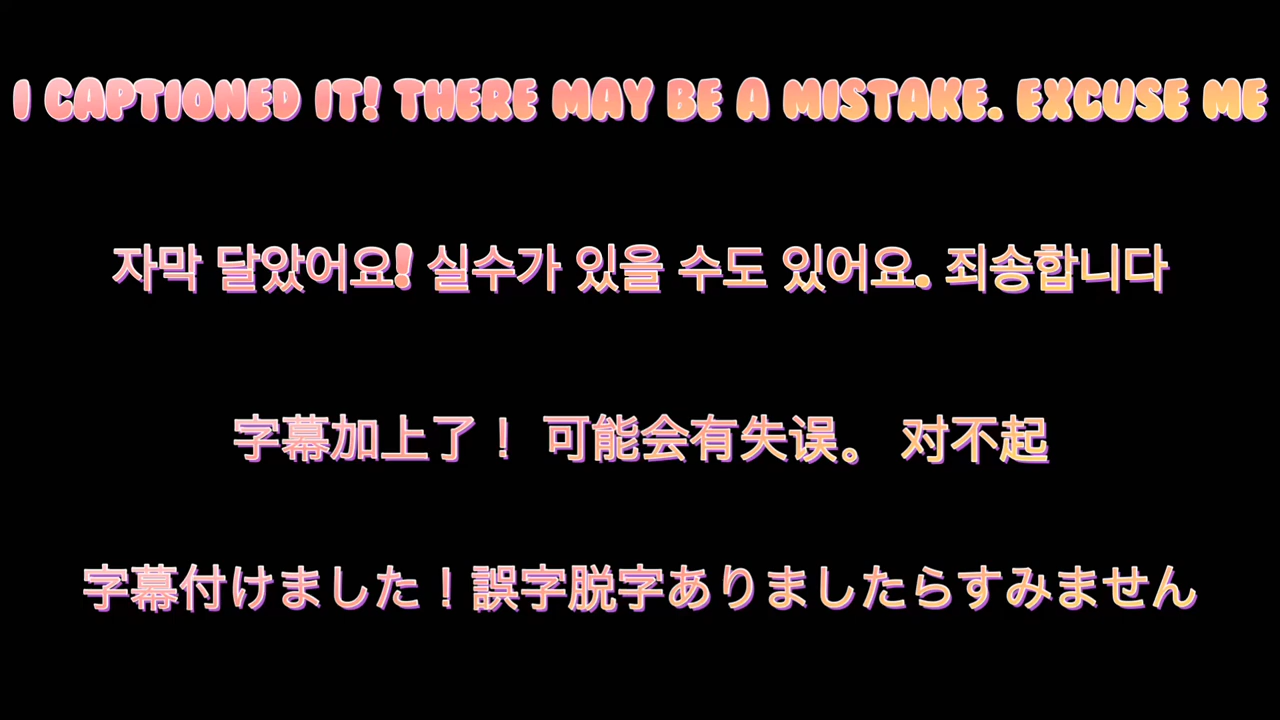 I CAPTIONED IT! THERE MAY BE A MISTAKE. EXCUSE ME
자막 달았어요! 실수가 있을 수도 있어요. 죄송합니다
字幕加上了！ 可能会有失误。 对不起
字幕付けました！誤字脱字ありましたらすみません